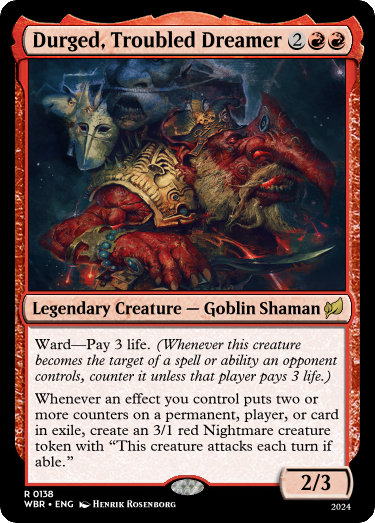 Durged, Troubled Dreamer 2
Legendary Creature — Goblin Shaman
Ward—Pay 3 life. (Whenever this creature
becomes the target of a spell or ability an opponent
controls, counter it unless that player pays 3 life.)
Whenever an effect you control puts two or
more counters on a permanent, player, or card
in exile, create an 3/1 red Nightmare creature
token with “This creature attacks each turn if
able.”
2/3
R 0138
WBR • ENG Henrik Rosenborg
2024